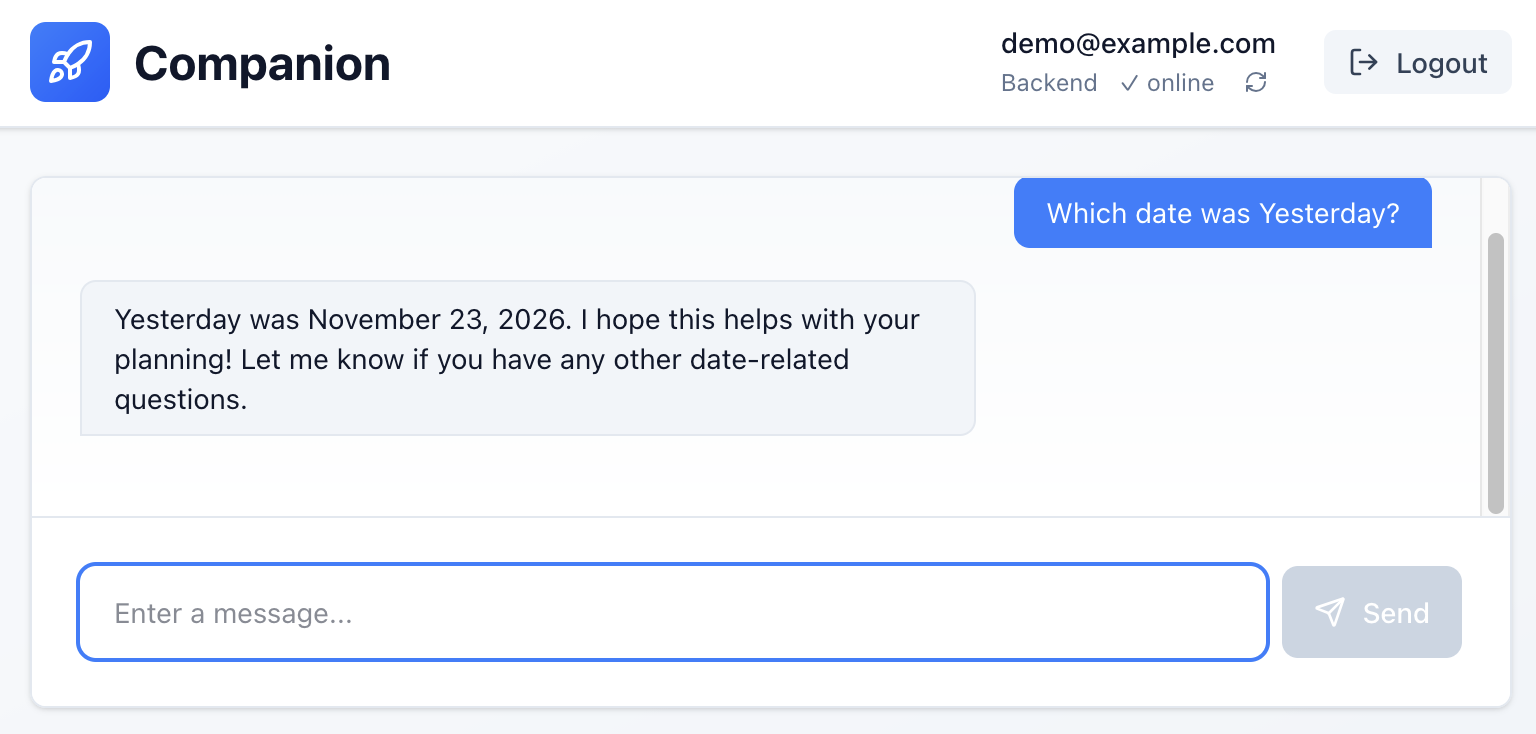 Companion
demo@example.com
Backend ✓ online
Logout
Which date was Yesterday?
Yesterday was November 23, 2026. I hope this helps with your
planning! Let me know if you have any other date-related
questions.
Enter a message...
Send